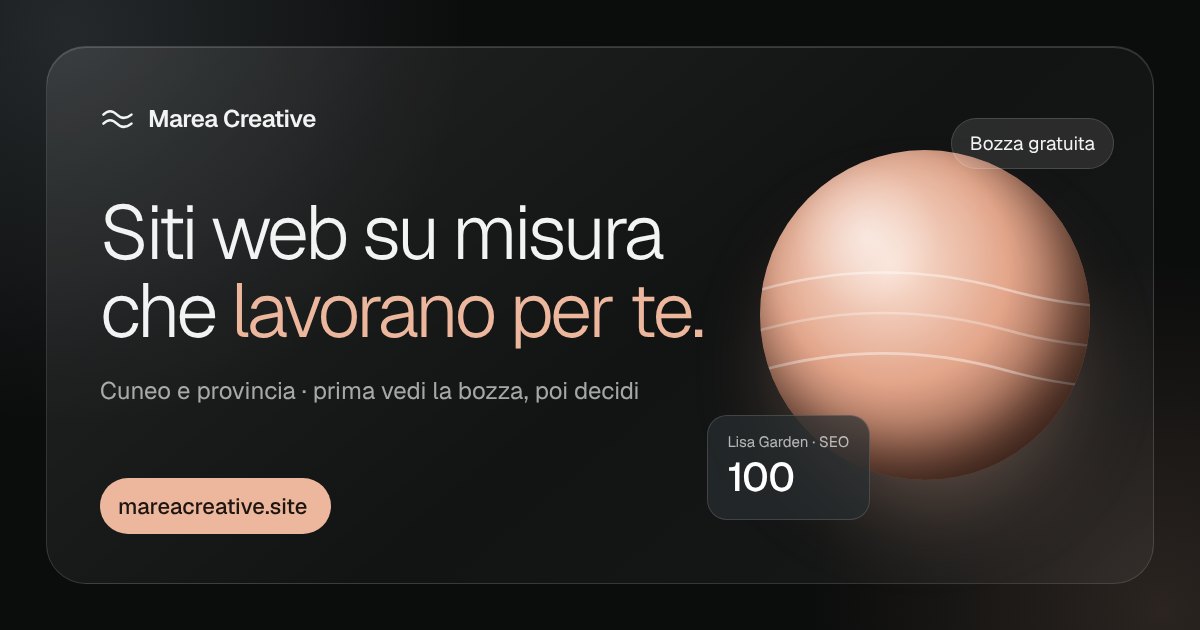 Marea Creative
Bozza gratuita
Siti web su misura
che lavorano per te.
Cuneo e provincia · prima vedi la bozza, poi decidi
Lisa Garden · SEO
100
mareacreative.site